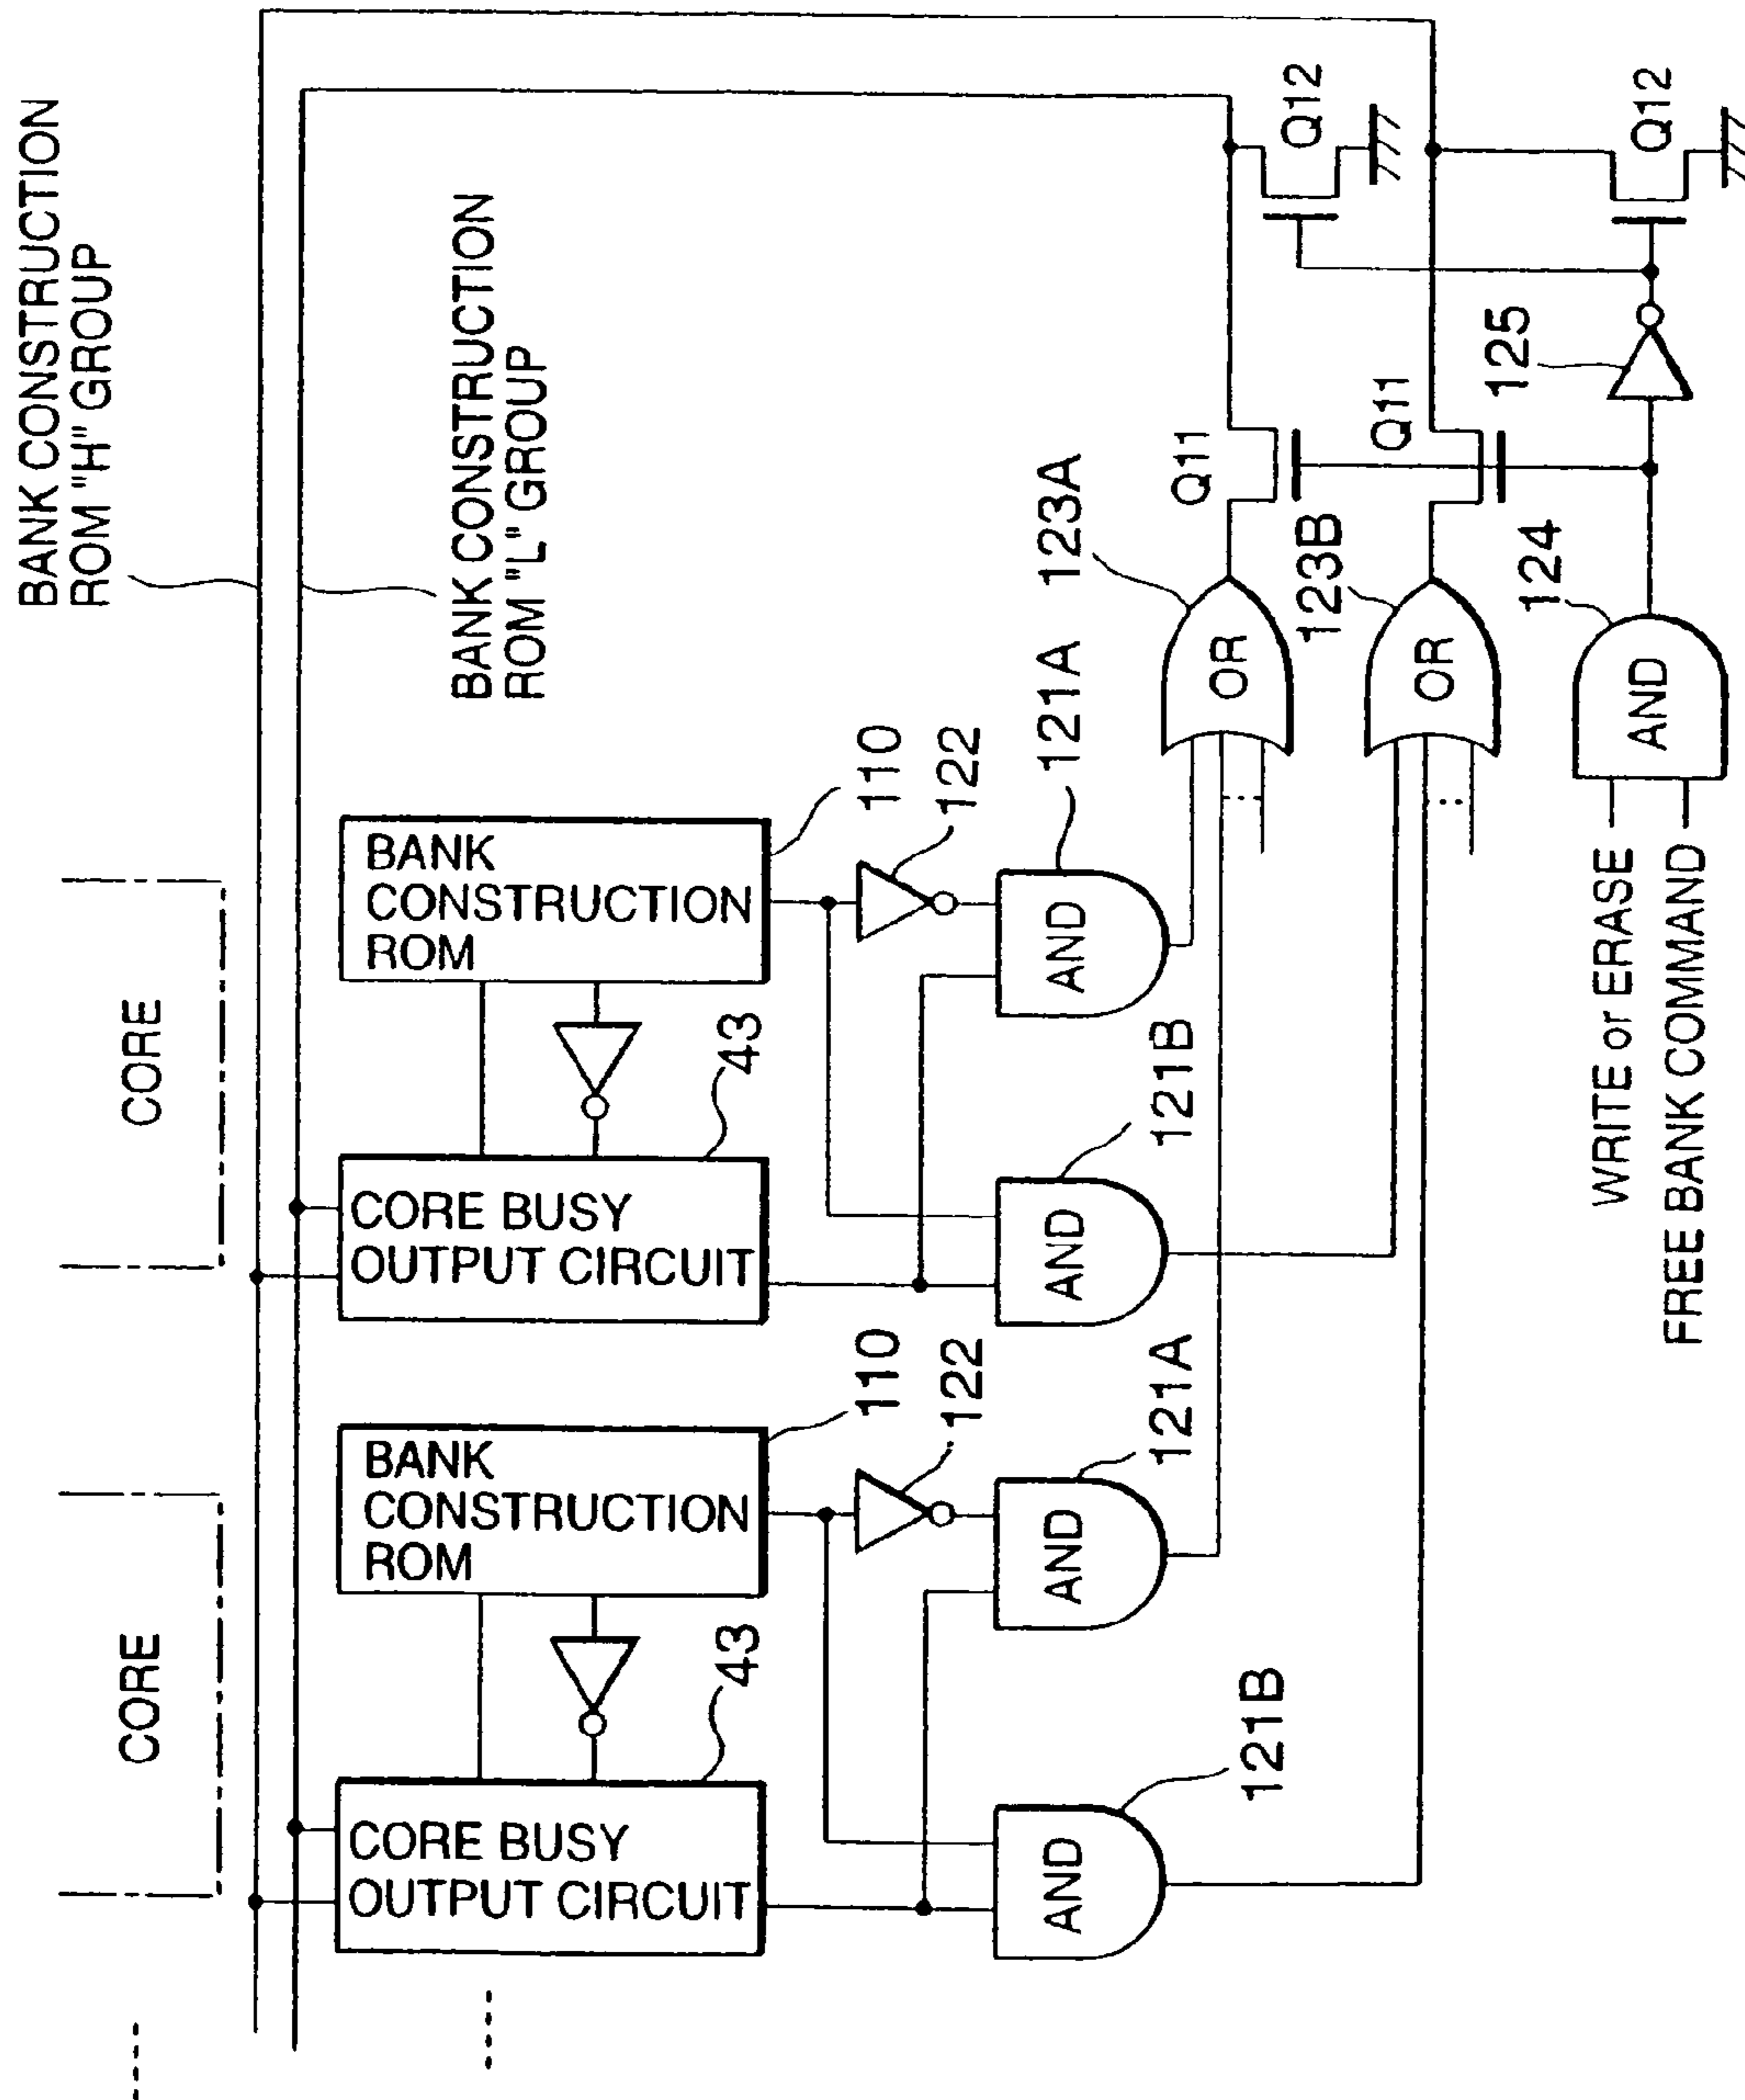 BANK CONSTRUCTION
ROM "H" GROUP
BANK CONSTRUCTION
ROM "L" GROUP
CORE
CORE
BANK
CONSTRUCTION
ROM
110
122
43
CORE BUSY
OUTPUT CIRCUIT
BANK
CONSTRUCTION
ROM
110
122
43
CORE BUSY
OUTPUT CIRCUIT
AND
121A
AND
121B
AND
121A
AND
121B
OR
123A
OR
123B
Q11
Q11
Q12
Q12
AND
124
125
WRITE or ERASE
FREE BANK COMMAND